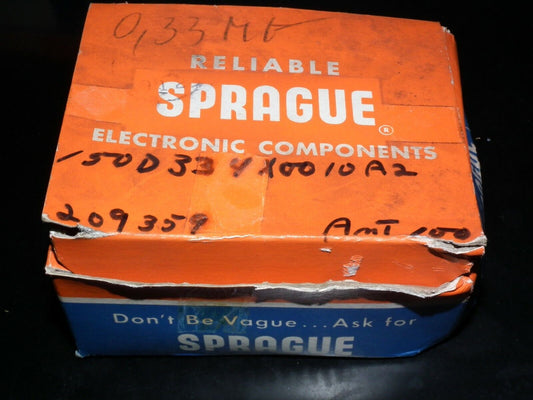 0,33 MF
RELIABLE
SPRAGUE
®
ELECTRONIC COMPONENTS
150D334X0010A2
209359 AMT 100
Don't Be Vague...Ask for
SPRAGUE